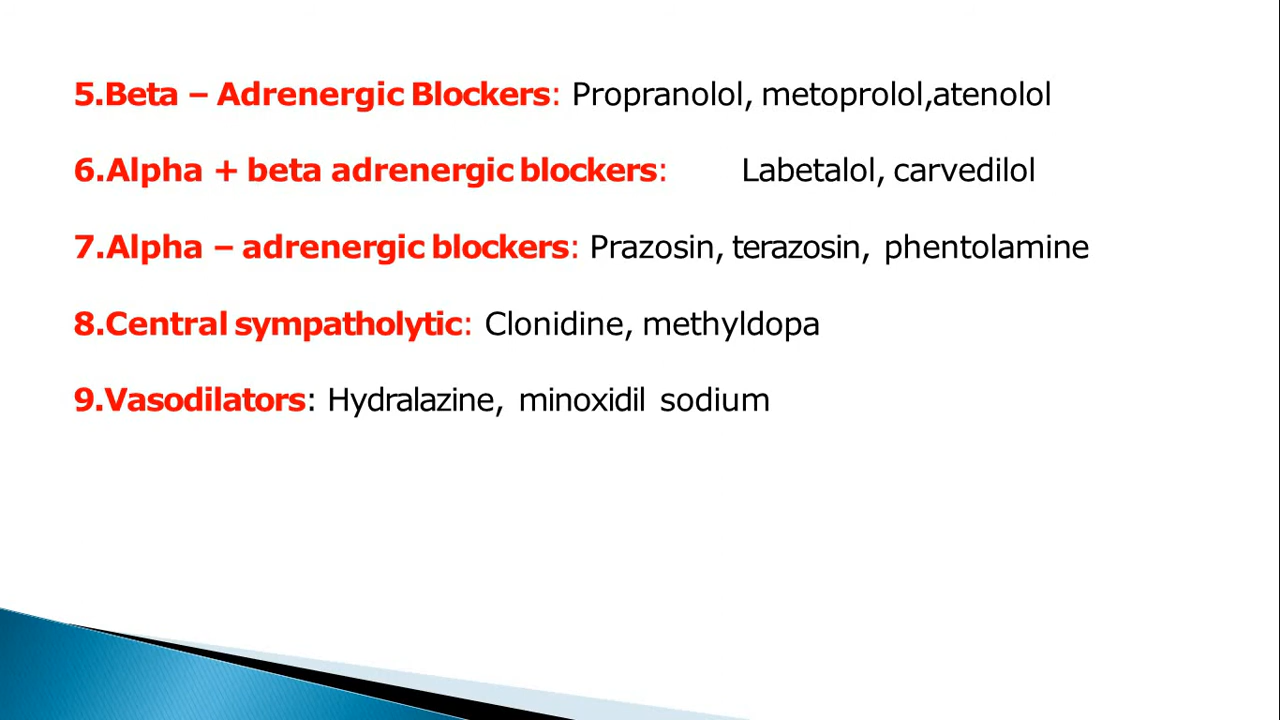 5.Beta – Adrenergic Blockers: Propranolol, metoprolol,atenolol
6.Alpha + beta adrenergic blockers: Labetalol, carvedilol
7.Alpha – adrenergic blockers: Prazosin, terazosin, phentolamine
8.Central sympatholytic: Clonidine, methyldopa
9.Vasodilators: Hydralazine, minoxidil sodium